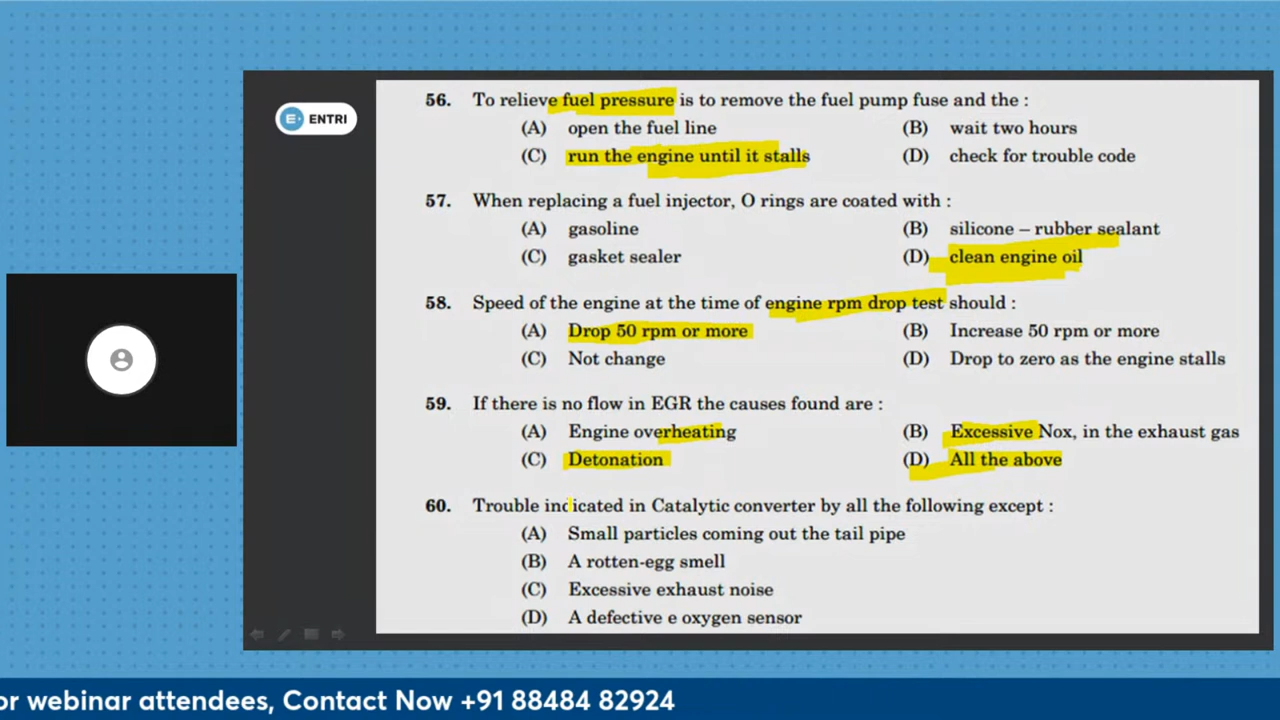 ENTRI
56. To relieve fuel pressure is to remove the fuel pump fuse and the :
(A) open the fuel line (B) wait two hours
(C) run the engine until it stalls (D) check for trouble code
57. When replacing a fuel injector, O rings are coated with :
(A) gasoline (B) silicone – rubber sealant
(C) gasket sealer (D) clean engine oil
58. Speed of the engine at the time of engine rpm drop test should :
(A) Drop 50 rpm or more (B) Increase 50 rpm or more
(C) Not change (D) Drop to zero as the engine stalls
59. If there is no flow in EGR the causes found are :
(A) Engine overheating (B) Excessive Nox, in the exhaust gas
(C) Detonation (D) All the above
60. Trouble indicated in Catalytic converter by all the following except :
(A) Small particles coming out the tail pipe
(B) A rotten-egg smell
(C) Excessive exhaust noise
(D) A defective e oxygen sensor
or webinar attendees, Contact Now +91 88484 82924